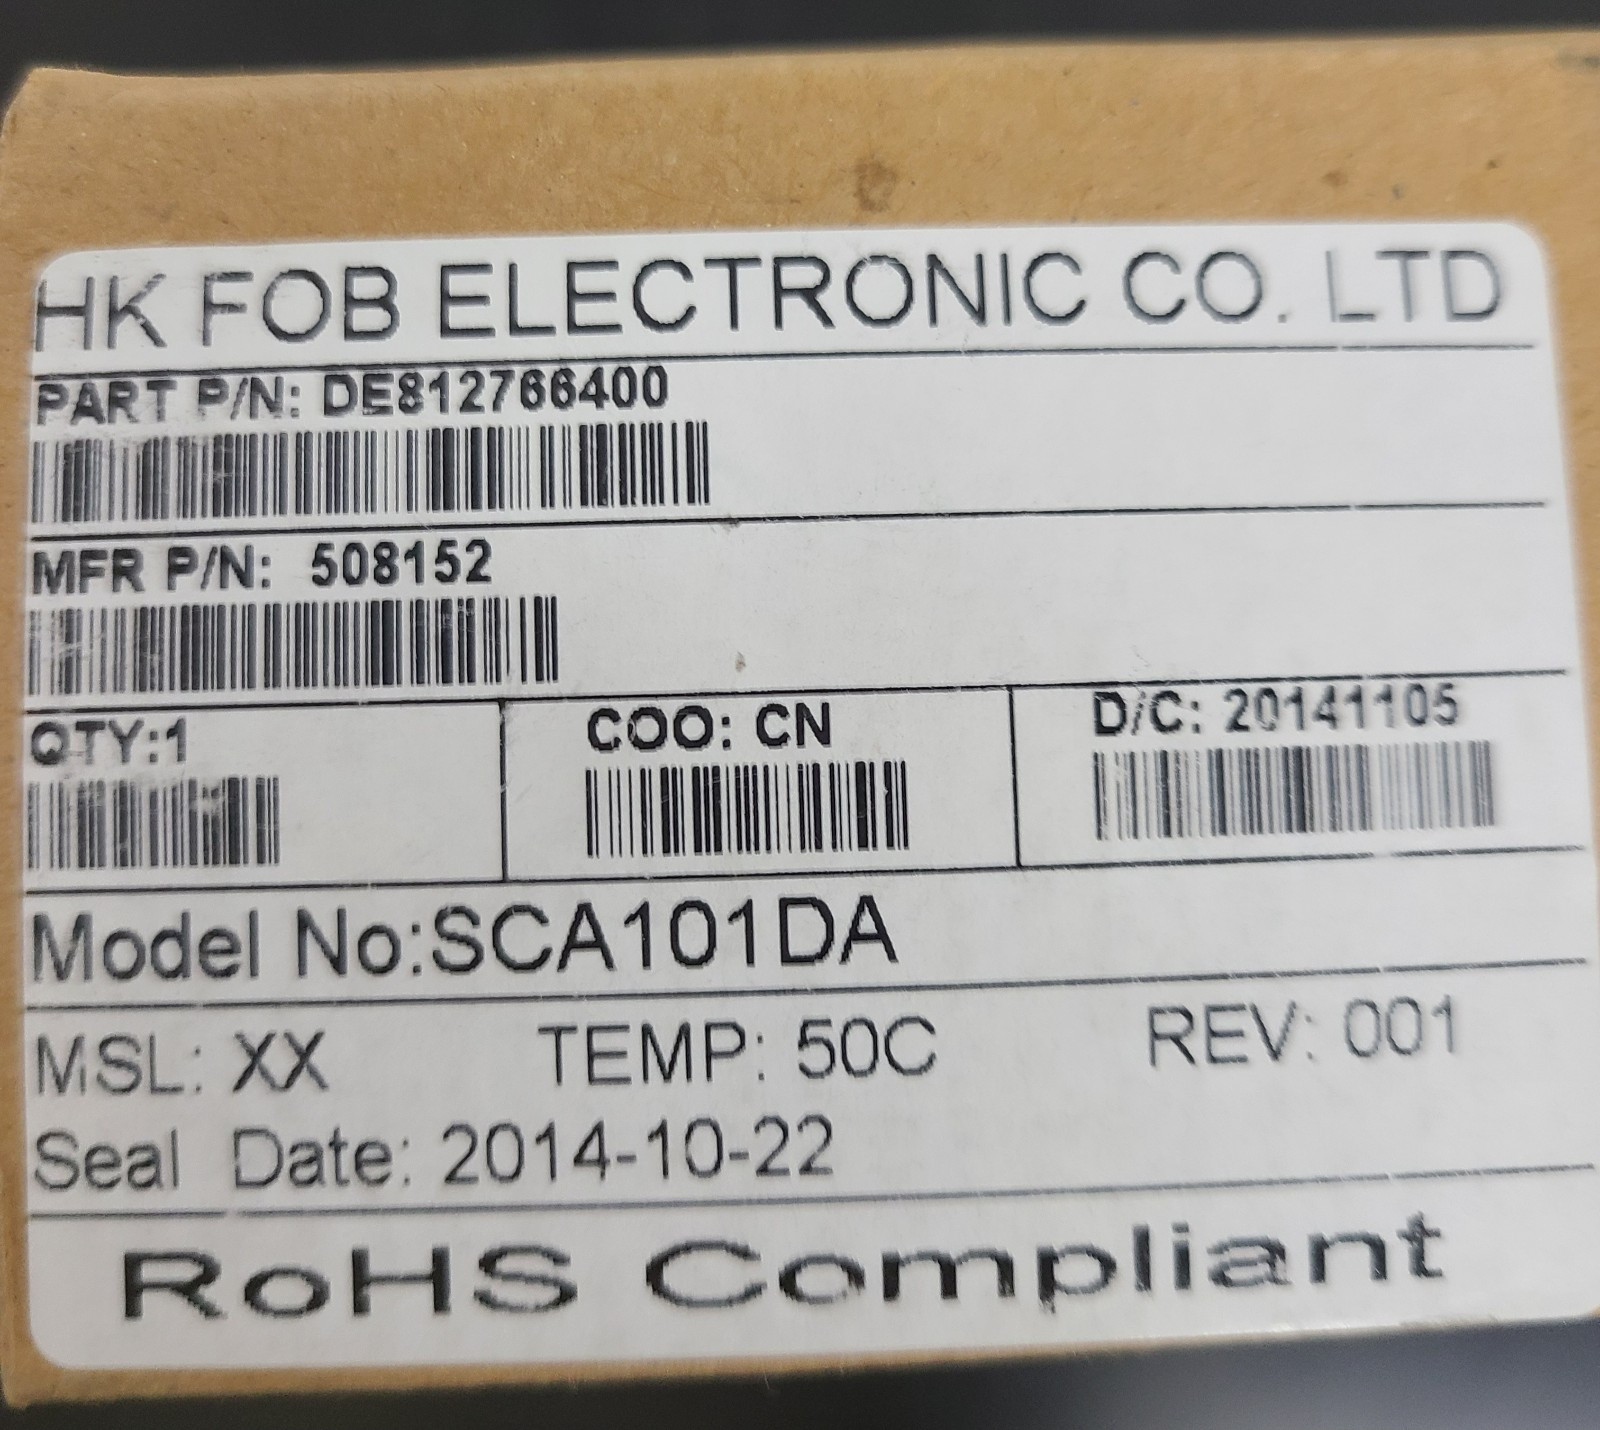 HK FOB ELECTRONIC CO. LTD
PART P/N: DE812766400
MFR P/N: 508152
QTY:1
COO: CN
D/C: 20141105
Model No:SCA101DA
MSL: XX TEMP: 50C REV: 001
Seal Date: 2014-10-22
RoHS Compliant